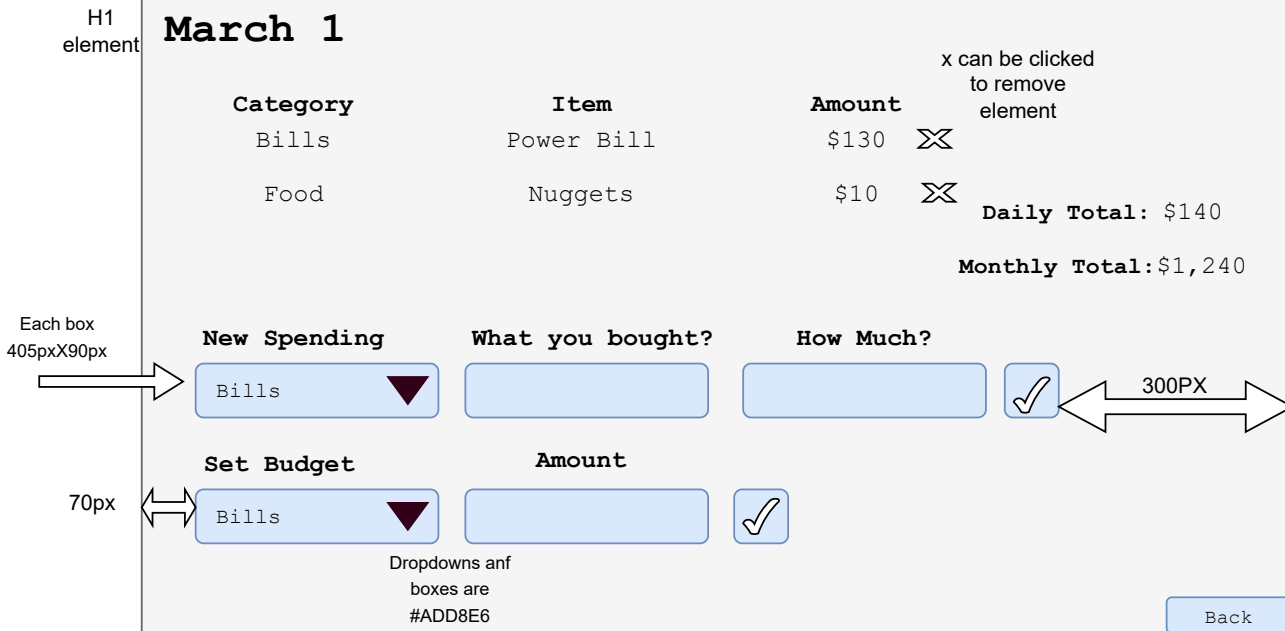 H1
element
March 1
x can be clicked
to remove
element
Category Item Amount
Bills Power Bill $130
Food Nuggets $10
Daily Total: $140
Monthly Total:$1,240
Each box
405pxX90px
New Spending What you bought? How Much?
Bills
300PX
Set Budget Amount
70px
Bills
Dropdowns anf
boxes are
#ADD8E6
Back